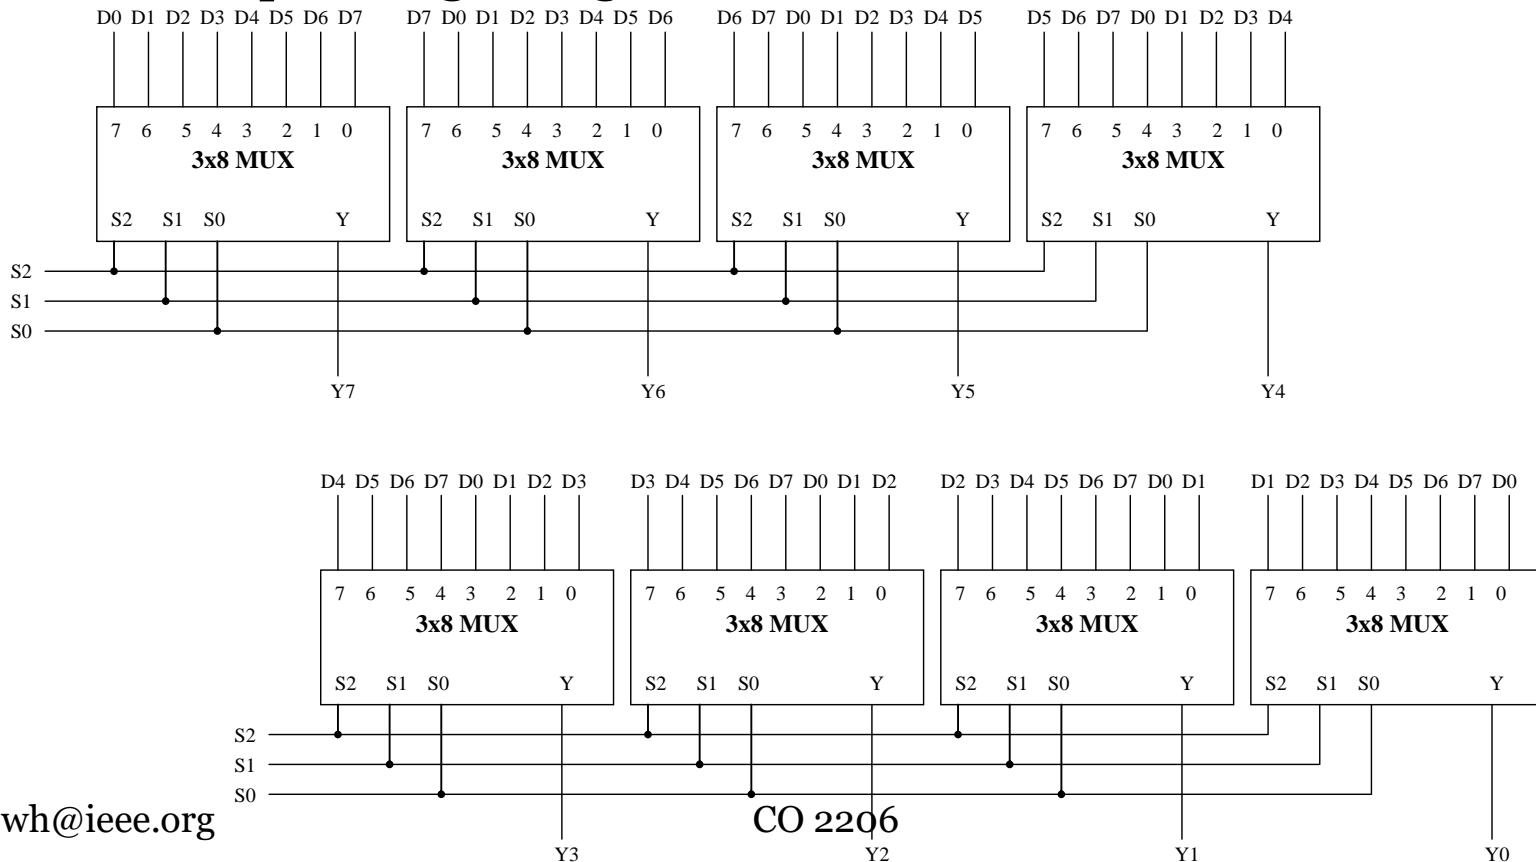 D0 D1 D2 D3 D4 D5 D6 D7 D7 D0 D1 D2 D3 D4 D5 D6 D6 D7 D0 D1 D2 D3 D4 D5 D5 D6 D7 D0 D1 D2 D3 D4
7 6 5 4 3 2 1 0 7 6 5 4 3 2 1 0 7 6 5 4 3 2 1 0 7 6 5 4 3 2 1 0
3x8 MUX 3x8 MUX 3x8 MUX 3x8 MUX
S2 S1 S0 Y S2 S1 S0 Y S2 S1 S0 Y S2 S1 S0 Y
S2
S1
S0
Y7 Y6 Y5 Y4
D4 D5 D6 D7 D0 D1 D2 D3 D3 D4 D5 D6 D7 D0 D1 D2 D2 D3 D4 D5 D6 D7 D0 D1 D1 D2 D3 D4 D5 D6 D7 D0
7 6 5 4 3 2 1 0 7 6 5 4 3 2 1 0 7 6 5 4 3 2 1 0 7 6 5 4 3 2 1 0
3x8 MUX 3x8 MUX 3x8 MUX 3x8 MUX
S2 S1 S0 Y S2 S1 S0 Y S2 S1 S0 Y S2 S1 S0 Y
S2
S1
S0
wh@ieee.org CO 2206
Y3 Y2 Y1 Y0